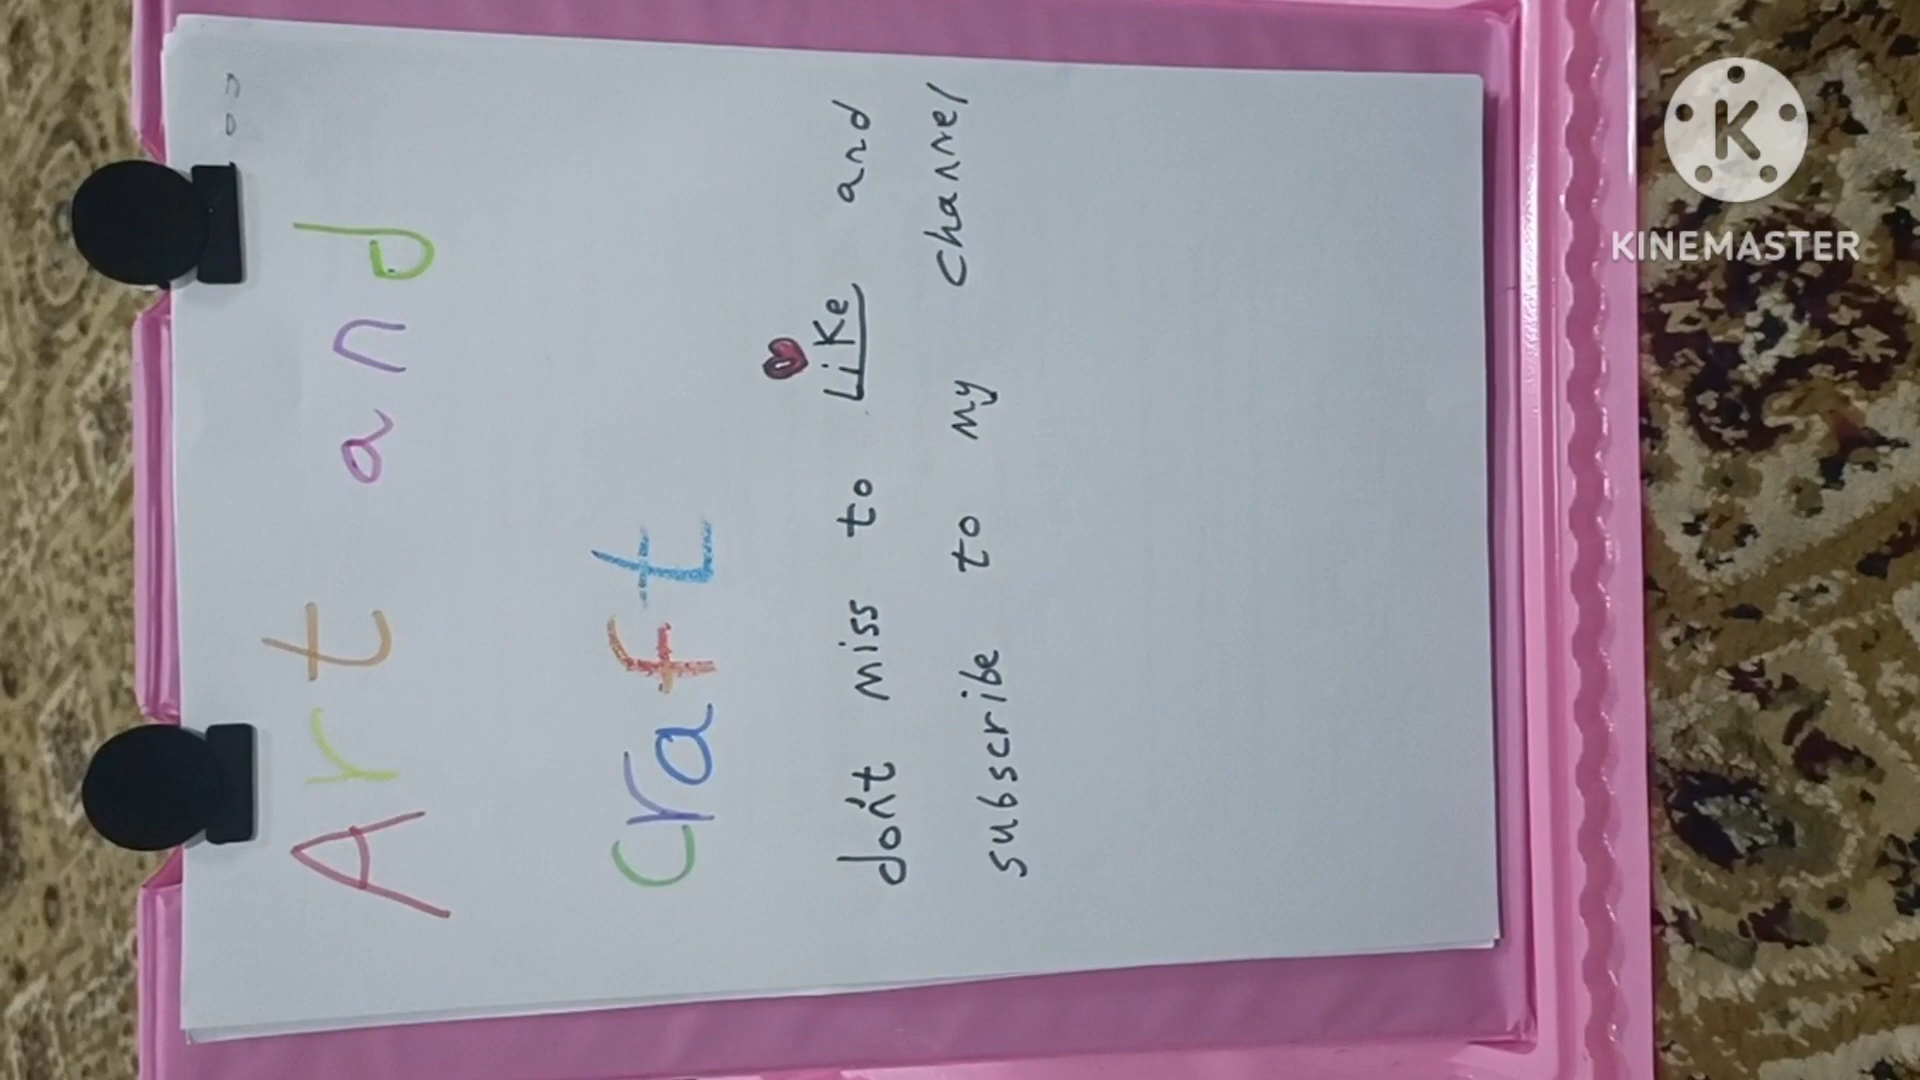 Art and
Craft
don't miss to Like and
subscribe to my channel
KINEMASTER